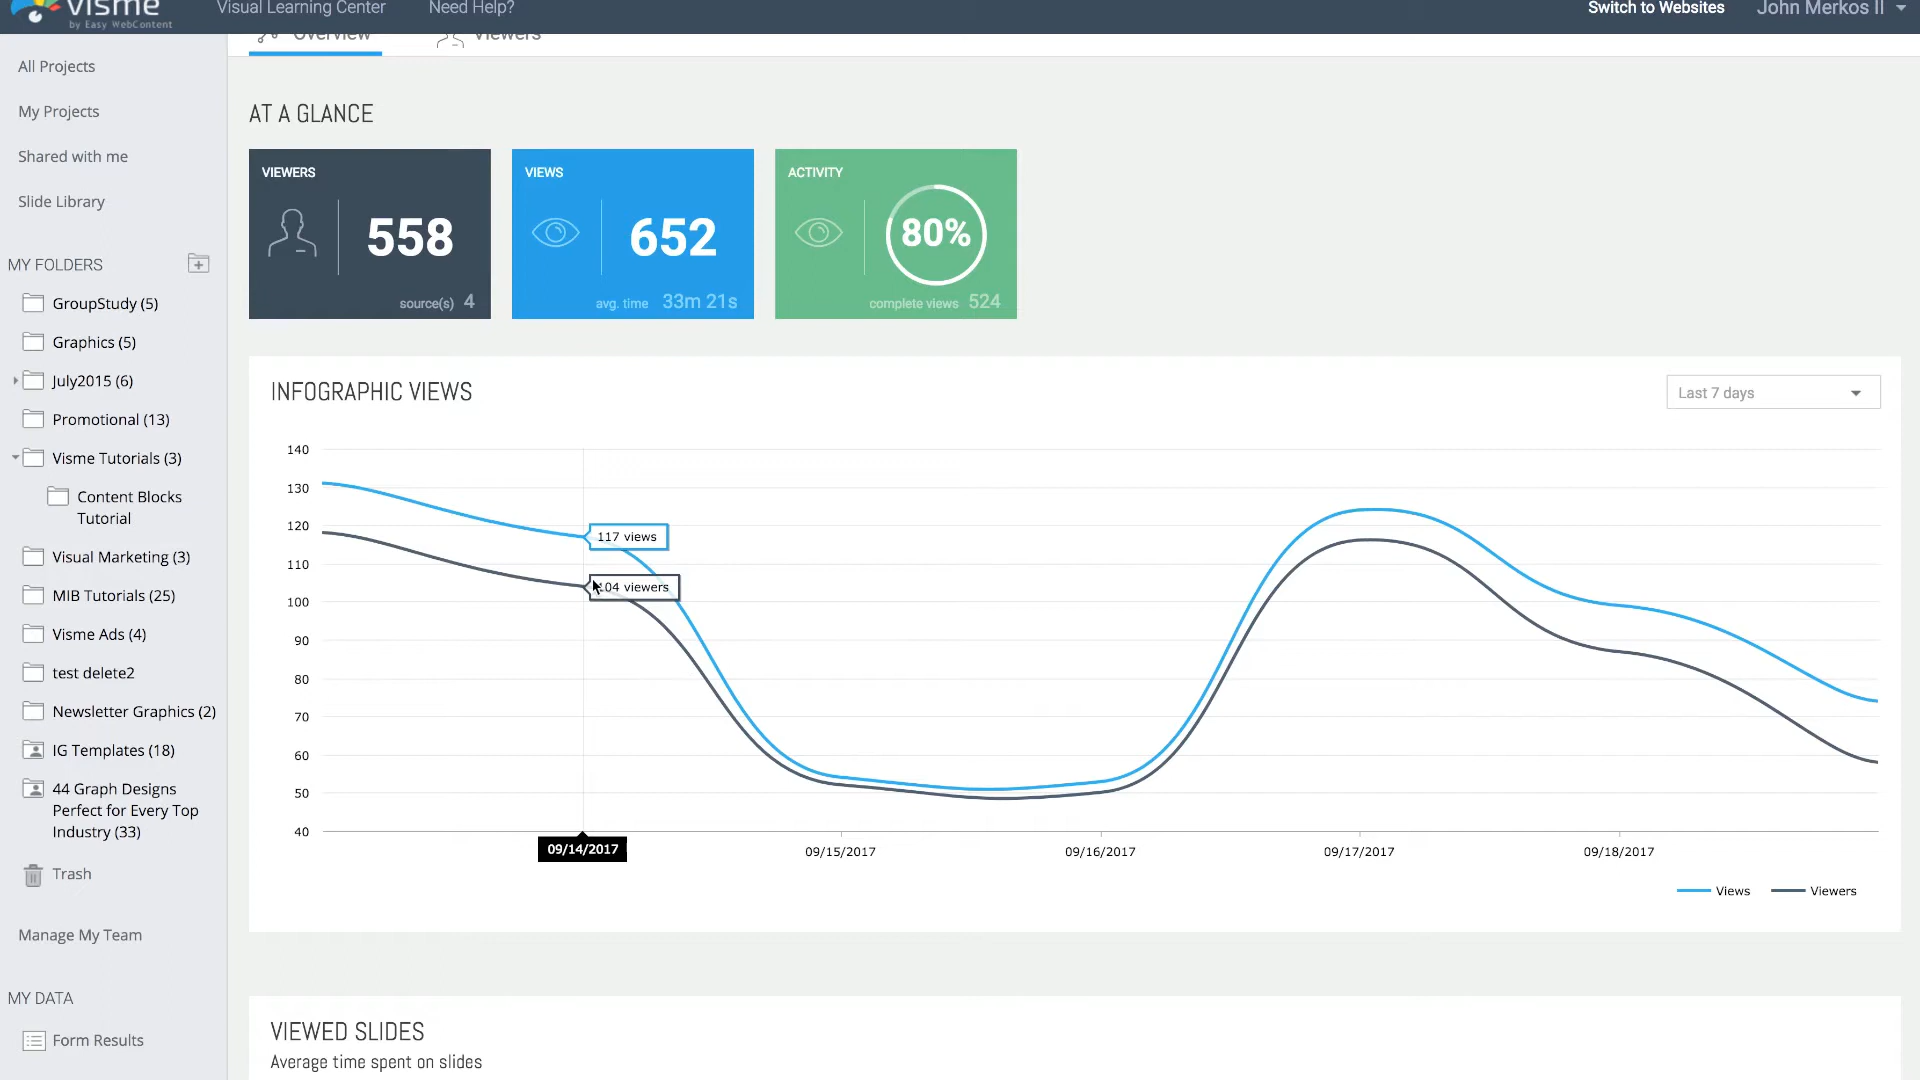 visme
by Easy WebContent
Visual Learning Center
Need Help?
Switch to Websites
John Merkos II
Overview
Viewers
All Projects
My Projects
Shared with me
Slide Library
MY FOLDERS
GroupStudy (5)
Graphics (5)
July2015 (6)
Promotional (13)
Visme Tutorials (3)
Content Blocks
Tutorial
Visual Marketing (3)
MIB Tutorials (25)
Visme Ads (4)
test delete2
Newsletter Graphics (2)
IG Templates (18)
44 Graph Designs
Perfect for Every Top
Industry (33)
Trash
Manage My Team
MY DATA
Form Results
AT A GLANCE
VIEWERS
558
source(s) 4
VIEWS
652
avg. time 33m 21s
ACTIVITY
80%
complete views 524
INFOGRAPHIC VIEWS
Last 7 days
140
130
120
110
100
90
80
70
60
50
40
117 views
104 viewers
09/14/2017
09/15/2017
09/16/2017
09/17/2017
09/18/2017
Views
Viewers
VIEWED SLIDES
Average time spent on slides